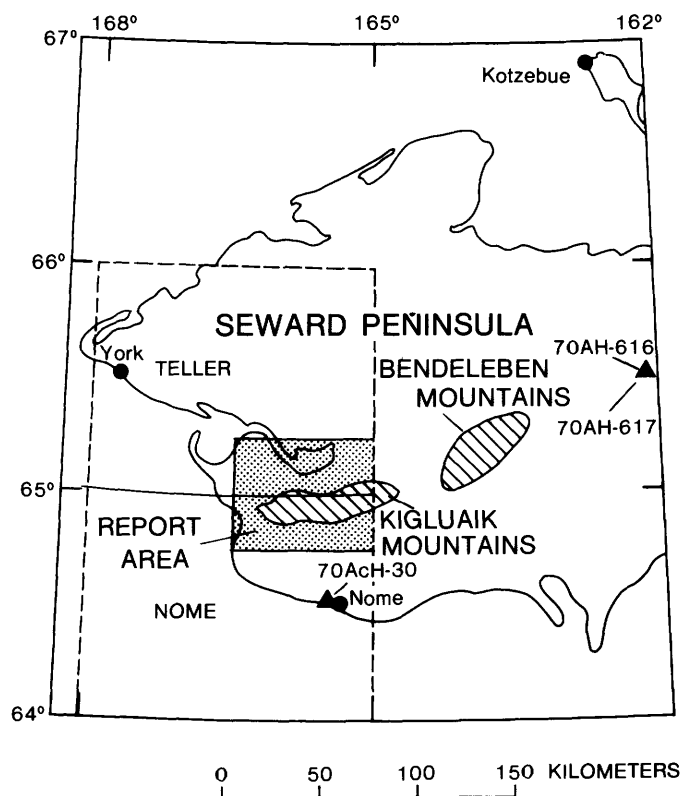 168° 165° 162°
67°
Kotzebue
66°
SEWARD PENINSULA
York
TELLER
70AH-616
BENDELEBEN
MOUNTAINS
70AH-617
65°
REPORT
AREA
KIGLUAIK
MOUNTAINS
70AcH-30
Nome
NOME
64°
0 50 100 150 KILOMETERS